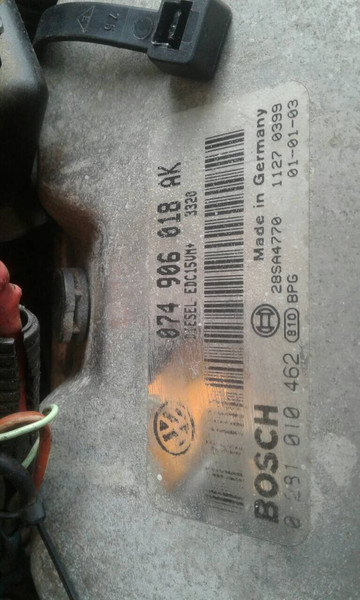 074 906 018 AK
DIESEL EDC15VM+ 3320
Made in Germany
28SA4770 1127 0399
81D BPG 01-01-03
BOSCH
0 281 010 462